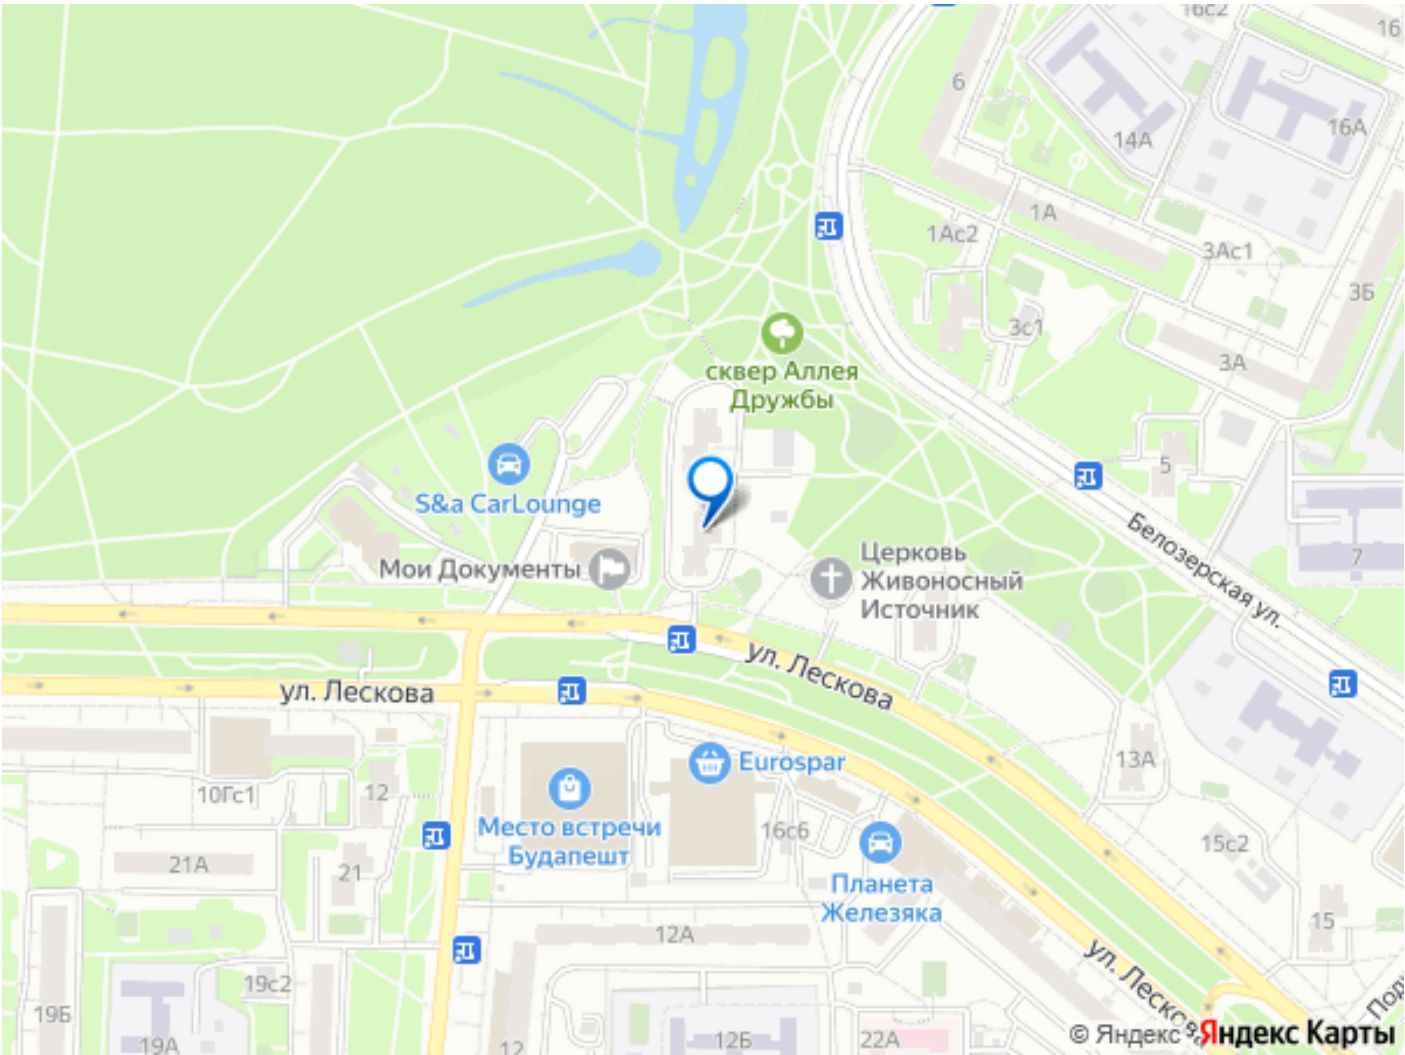 16с2
16
6
16А
14А
1А
1Ас2
3Ас1
3Б
3с1
3А
сквер Аллея
Дружбы
5
S&a CarLounge
Белозерская ул.
7
Мои Документы
Церковь
Живоносный
Источник
ул. Лескова
ул. Лескова
13А
Eurospar
10Гс1
12
Место встречи
Будапешт
16с6
15с2
21А
21
Планета
Железяка
15
12А
ул. Лескова
19с2
19Б
19А
12
12Б
22А
© Яндекс
Яндекс Карты